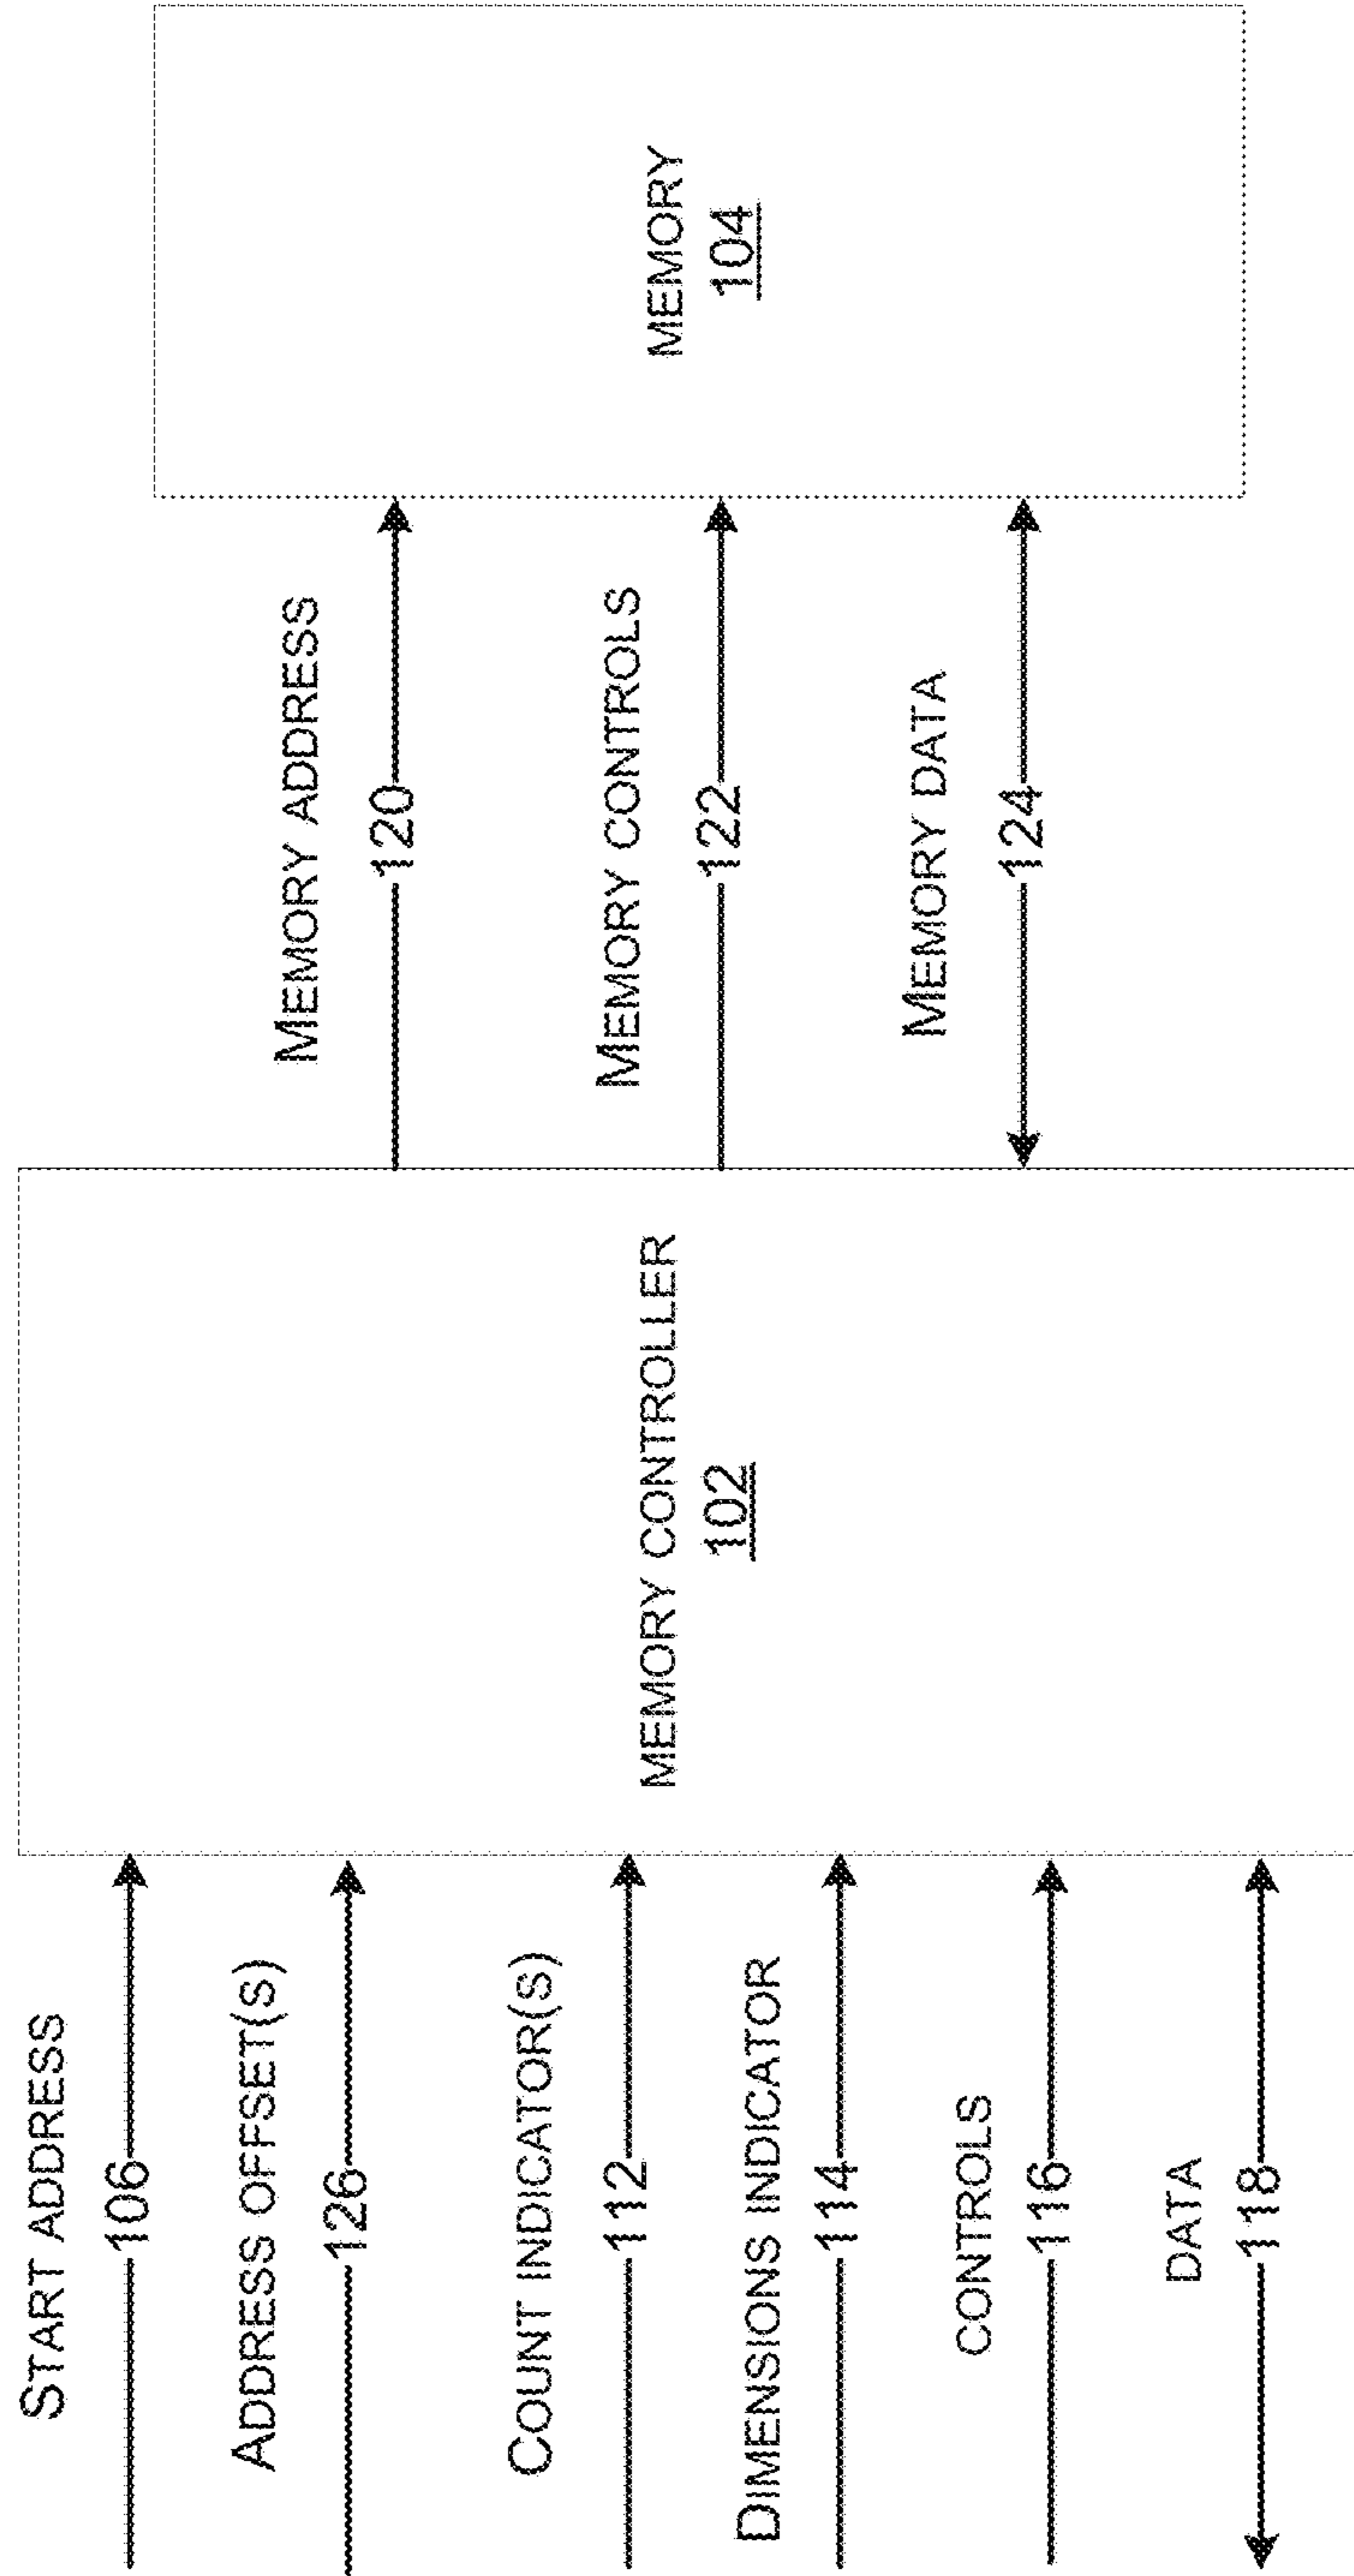 START ADDRESS
106
ADDRESS OFFSET(S)
126
COUNT INDICATOR(S)
112
DIMENSIONS INDICATOR
114
CONTROLS
116
DATA
118
MEMORY CONTROLLER
102
MEMORY ADDRESS
120
MEMORY CONTROLS
122
MEMORY DATA
124
MEMORY
104